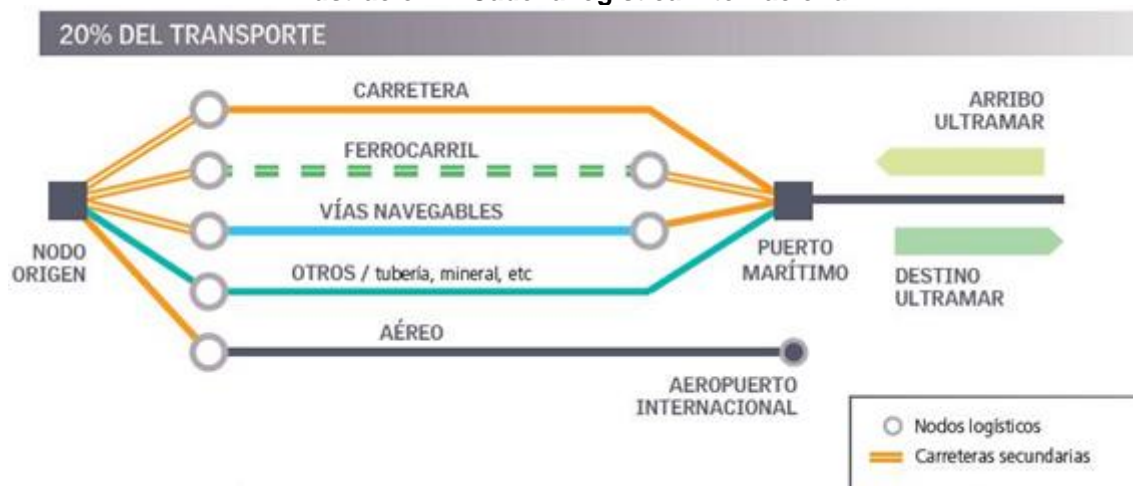 20% DEL TRANSPORTE
CARRETERA
ARRIBO
ULTRAMAR
FERROCARRIL
VÍAS NAVEGABLES
NODO
ORIGEN
PUERTO
MARÍTIMO
OTROS / tubería, mineral, etc
DESTINO
ULTRAMAR
AÉREO
AEROPUERTO
INTERNACIONAL
Nodos logísticos
Carreteras secundarias